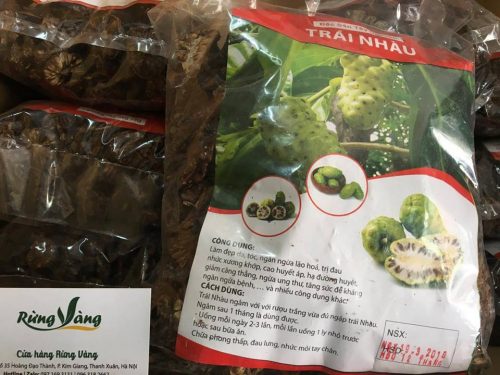 TRÁI NHÀU
CÔNG DỤNG:
Làm đẹp da, tóc, ngăn ngừa lão hoá, trị đau
nhức xương khớp, cao huyết áp, hạ đường huyết,
giảm căng thẳng, ngừa ung thư, tăng sức đề kháng
ngăn ngừa bệnh, ... và nhiều công dụng khác!
CÁCH DÙNG:
Trái Nhàu ngâm với với rượu trắng vừa đủ ngập trái Nhàu.
Ngâm sau 1 tháng là dùng được.
- Uống mỗi ngày 2-3 lần, mỗi lần uống 1 ly nhỏ trước
hoặc sau bữa ăn.
Chữa phong thấp, đau lưng, nhức mỏi tay chân.
NSX:
HSD 18 THÁNG
Rừng Vàng
Cửa hàng Rừng Vàng
35 Hoàng Đạo Thành, P. Kim Giang, Thanh Xuân, Hà Nội